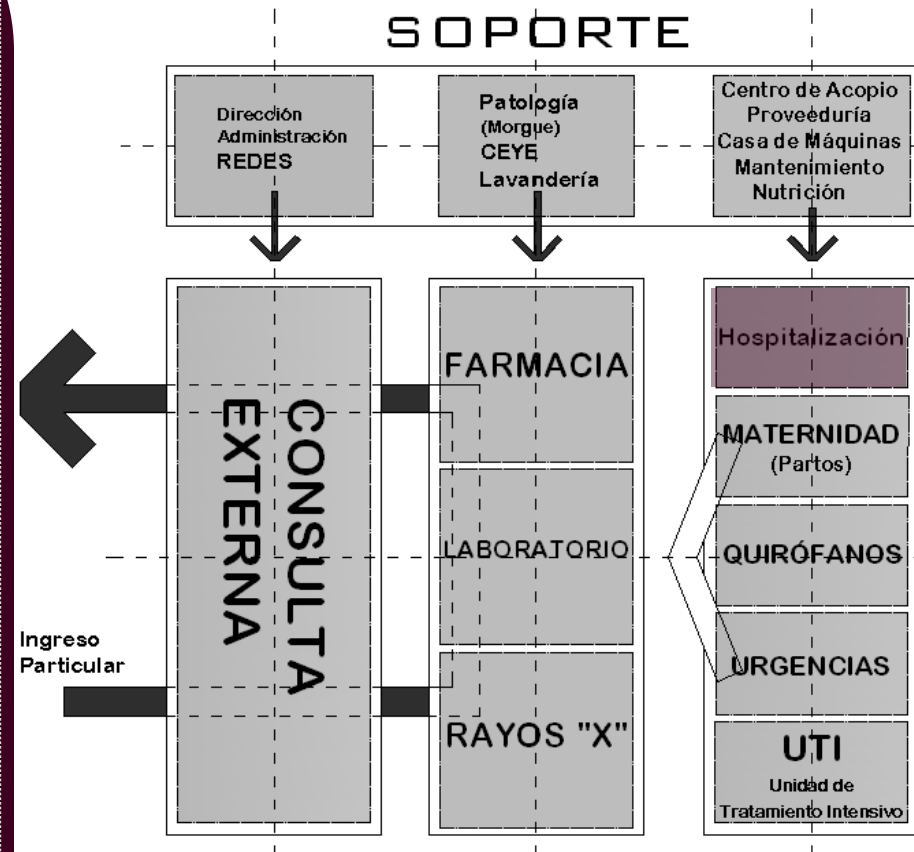 SOPORTE
Dirección
Administración
REDES
Patología
(Morgue)
CEYE
Lavandería
Centro de Acopio
Proveeduría
Casa de Máquinas
Mantenimiento
Nutrición
CONSULTA
EXTERNA
FARMACIA
LABORATORIO
RAYOS "X"
Hospitalización
MATERNIDAD
(Partos)
QUIRÓFANOS
URGENCIAS
UTI
Unidad de
Tratamiento Intensivo
Ingreso
Particular